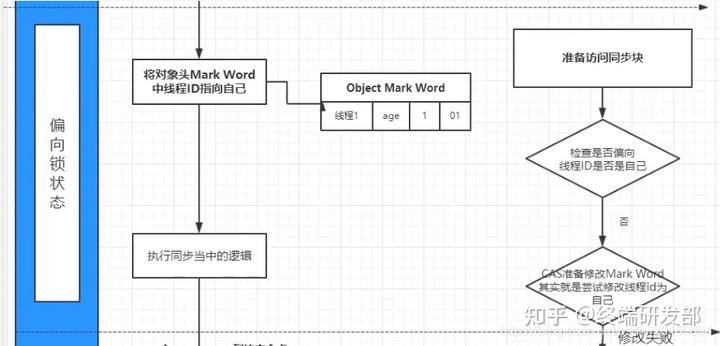 偏向锁状态
将对象头Mark Word
中线程ID指向自己
Object Mark Word
线程1
age
1
01
执行同步当中的逻辑
准备访问同步块
检查是否偏向
线程ID是否是自己
否
CAS准备修改Mark Word
其实就是尝试修改线程id为
自己
修改失败
知乎 @终端研发部